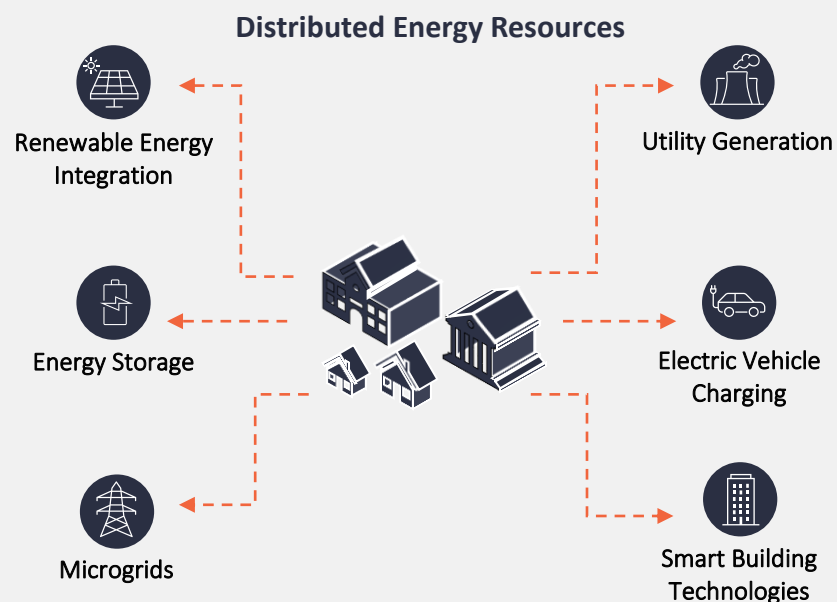 Distributed Energy Resources
Renewable Energy
Integration
Utility Generation
Energy Storage
Electric Vehicle
Charging
Microgrids
Smart Building
Technologies